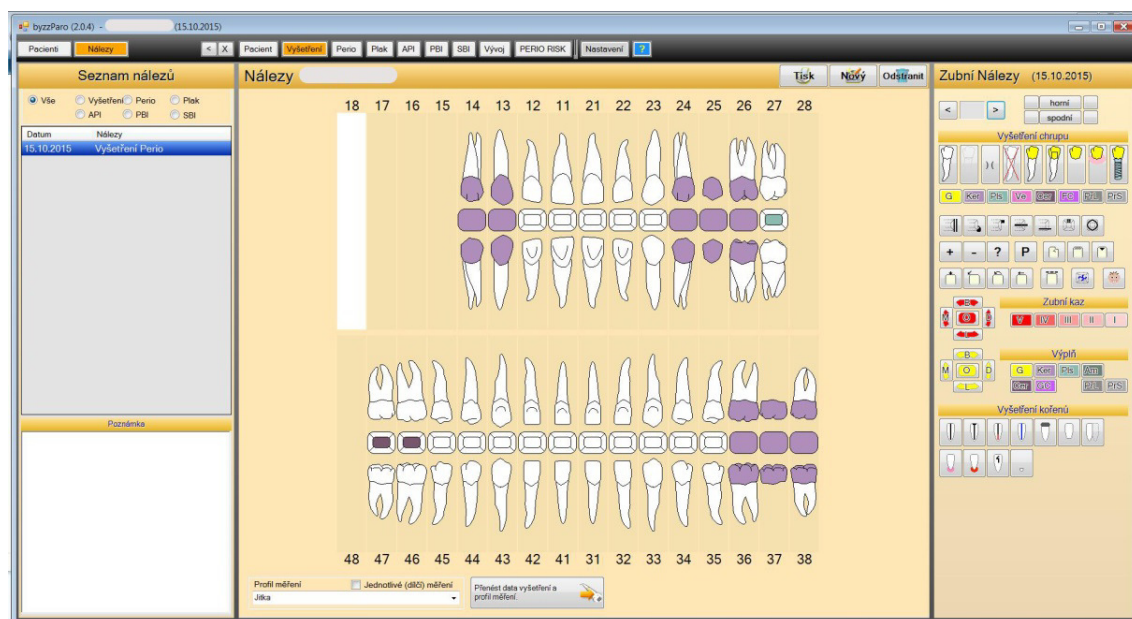 byzzParo (2.0.4) - (15.10.2015)
Pacienti Nálezy < X Pacient Vyšetření Perio Plak API PBI SBI Vývoj PERIO RISK Nastavení ?
Seznam nálezů
Vše Vyšetření Perio Plak
API PBI SBI
Datum Nálezy
15.10.2015 Vyšetření Perio
Poznámka
Nálezy Tisk Nový Odstranit
18 17 16 15 14 13 12 11 21 22 23 24 25 26 27 28
48 47 46 45 44 43 42 41 31 32 33 34 35 36 37 38
Profil měření Jednotlivé (dílčí) měření
Jitka
Přenést data vyšetření a
profil měření.
Zubní Nálezy (15.10.2015)
< > horní
spodní
Vyšetření chrupu
G Ker Pls Ve PrL PrS
+ - ? P
Zubní kaz
B
M O D
L
V IV III II I
Výplň
B
M O D
L
G Ker Pls Am
PrL PrS
Vyšetření kořenů